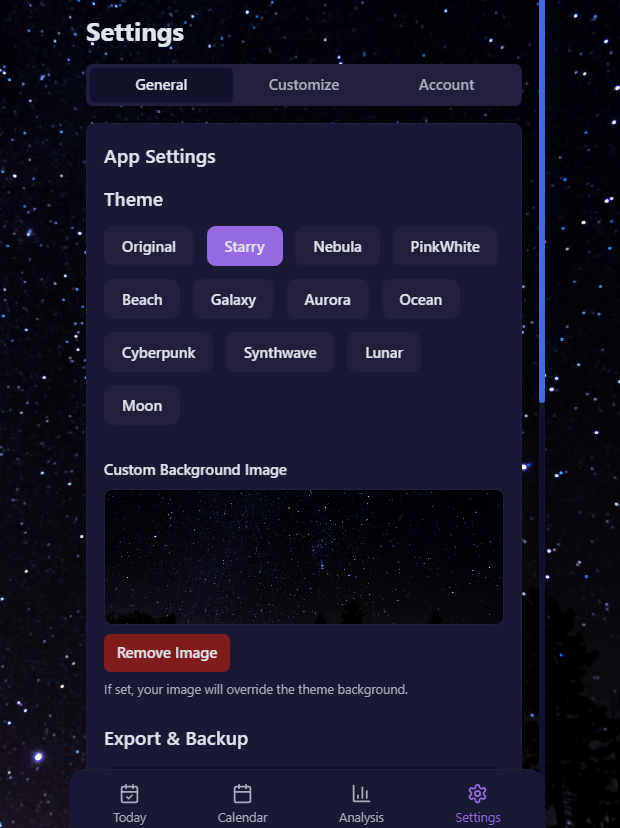 Settings
General Customize Account
App Settings
Theme
Original Starry Nebula PinkWhite
Beach Galaxy Aurora Ocean
Cyberpunk Synthwave Lunar
Moon
Custom Background Image
Remove Image
If set, your image will override the theme background.
Export & Backup
Today Calendar Analysis Settings